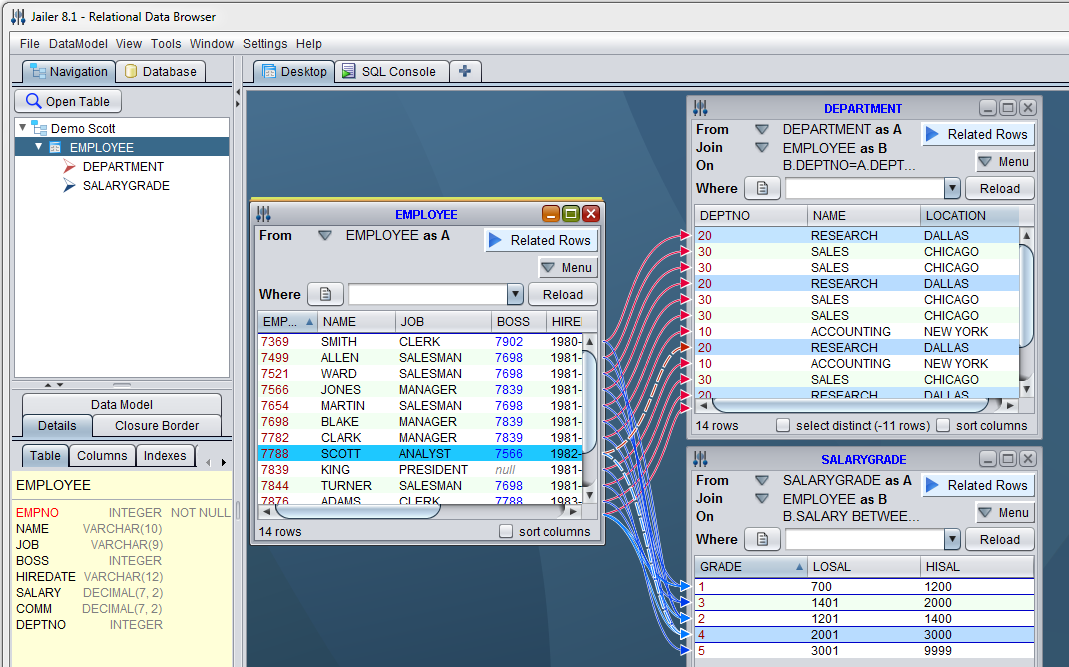 Jailer 8.1 - Relational Data Browser
File DataModel View Tools Window Settings Help
Navigation Database
Open Table
Demo Scott
EMPLOYEE
DEPARTMENT
SALARYGRADE
Data Model
Details Closure Border
Table Columns Indexes
EMPLOYEE
EMPNO INTEGER NOT NULL
NAME VARCHAR(10)
JOB VARCHAR(9)
BOSS INTEGER
HIREDATE VARCHAR(12)
SALARY DECIMAL(7, 2)
COMM DECIMAL(7, 2)
DEPTNO INTEGER
Desktop SQL Console
EMPLOYEE
From EMPLOYEE as A Related Rows
Menu
Where Reload
EMP... NAME JOB BOSS HIRE
7369 SMITH CLERK 7902 1980-
7499 ALLEN SALESMAN 7698 1981-
7521 WARD SALESMAN 7698 1981-
7566 JONES MANAGER 7839 1981-
7654 MARTIN SALESMAN 7698 1981-
7698 BLAKE MANAGER 7839 1981-
7782 CLARK MANAGER 7839 1981-
7788 SCOTT ANALYST 7566 1982-
7839 KING PRESIDENT null 1981-
7844 TURNER SALESMAN 7698 1981-
7876 ADAMS CLERK 7788 1983-
14 rows sort columns
DEPARTMENT
From DEPARTMENT as A Related Rows
Join EMPLOYEE as B
On B.DEPTNO=A.DEPT... Menu
Where Reload
DEPTNO NAME LOCATION
20 RESEARCH DALLAS
30 SALES CHICAGO
30 SALES CHICAGO
20 RESEARCH DALLAS
30 SALES CHICAGO
30 SALES CHICAGO
10 ACCOUNTING NEW YORK
20 RESEARCH DALLAS
10 ACCOUNTING NEW YORK
30 SALES CHICAGO
20 RESEARCH DALLAS
14 rows select distinct (-11 rows) sort columns
SALARYGRADE
From SALARYGRADE as A Related Rows
Join EMPLOYEE as B
On B.SALARY BETWEE... Menu
Where Reload
GRADE LOSAL HISAL
1 700 1200
3 1401 2000
2 1201 1400
4 2001 3000
5 3001 9999